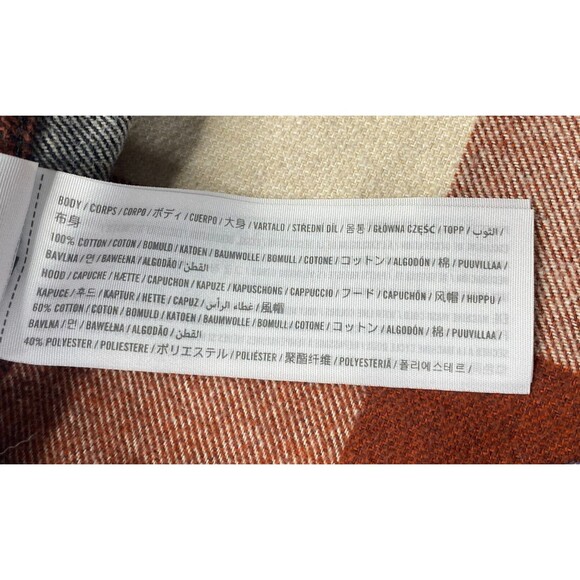 BODY / CORPS / CORPO / ボディ / CUERPO / 大身 / VARTALO / STŘEDNÍ DÍL / 몸통 / GŁÓWNA CZĘŚĆ / TOPP / الثوب /
布身
100% COTTON / COTON / BOMULD / KATOEN / BAUMWOLLE / BOMULL / COTONE / コットン / ALGODÓN / 棉 / PUUVILLAA /
BAVLNA / 면 / BAWEŁNA / ALGODÃO / القطن
HOOD / CAPUCHE / HÆTTE / CAPUCHON / KAPUZE / KAPUSCHONG / CAPPUCCIO / フード / CAPUCHÓN / 风帽 / HUPPU /
KAPUCE / 후드 / KAPTUR / HETTE / CAPUZ / غطاء الرأس / 風帽
60% COTTON / COTON / BOMULD / KATOEN / BAUMWOLLE / BOMULL / COTONE / コットン / ALGODÓN / 棉 / PUUVILLAA /
BAVLNA / 면 / BAWEŁNA / ALGODÃO / القطن
40% POLYESTER / POLIESTERE / ポリエステル / POLIÉSTER / 聚酯纤维 / POLYESTERIÄ / 폴리에스테르 /